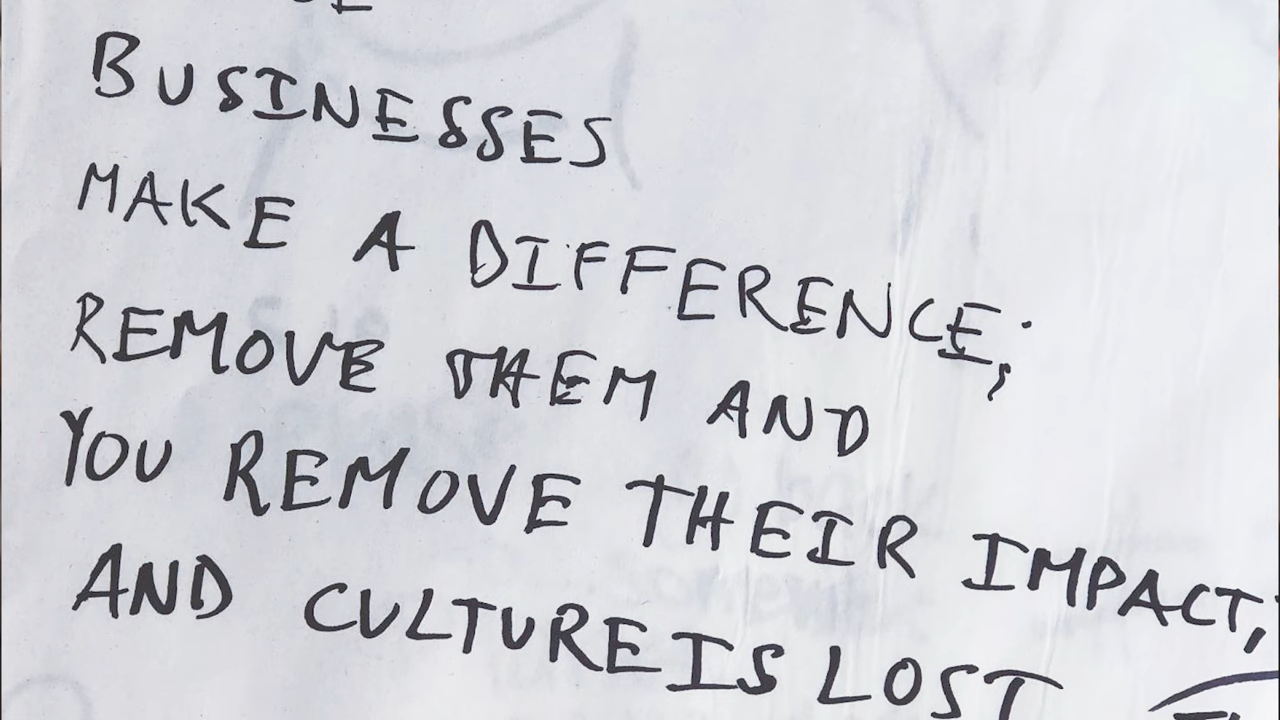 BUSINESSES
MAKE A DIFFERENCE;
REMOVE THEM AND
YOU REMOVE THEIR IMPACT,
AND CULTURE IS LOST